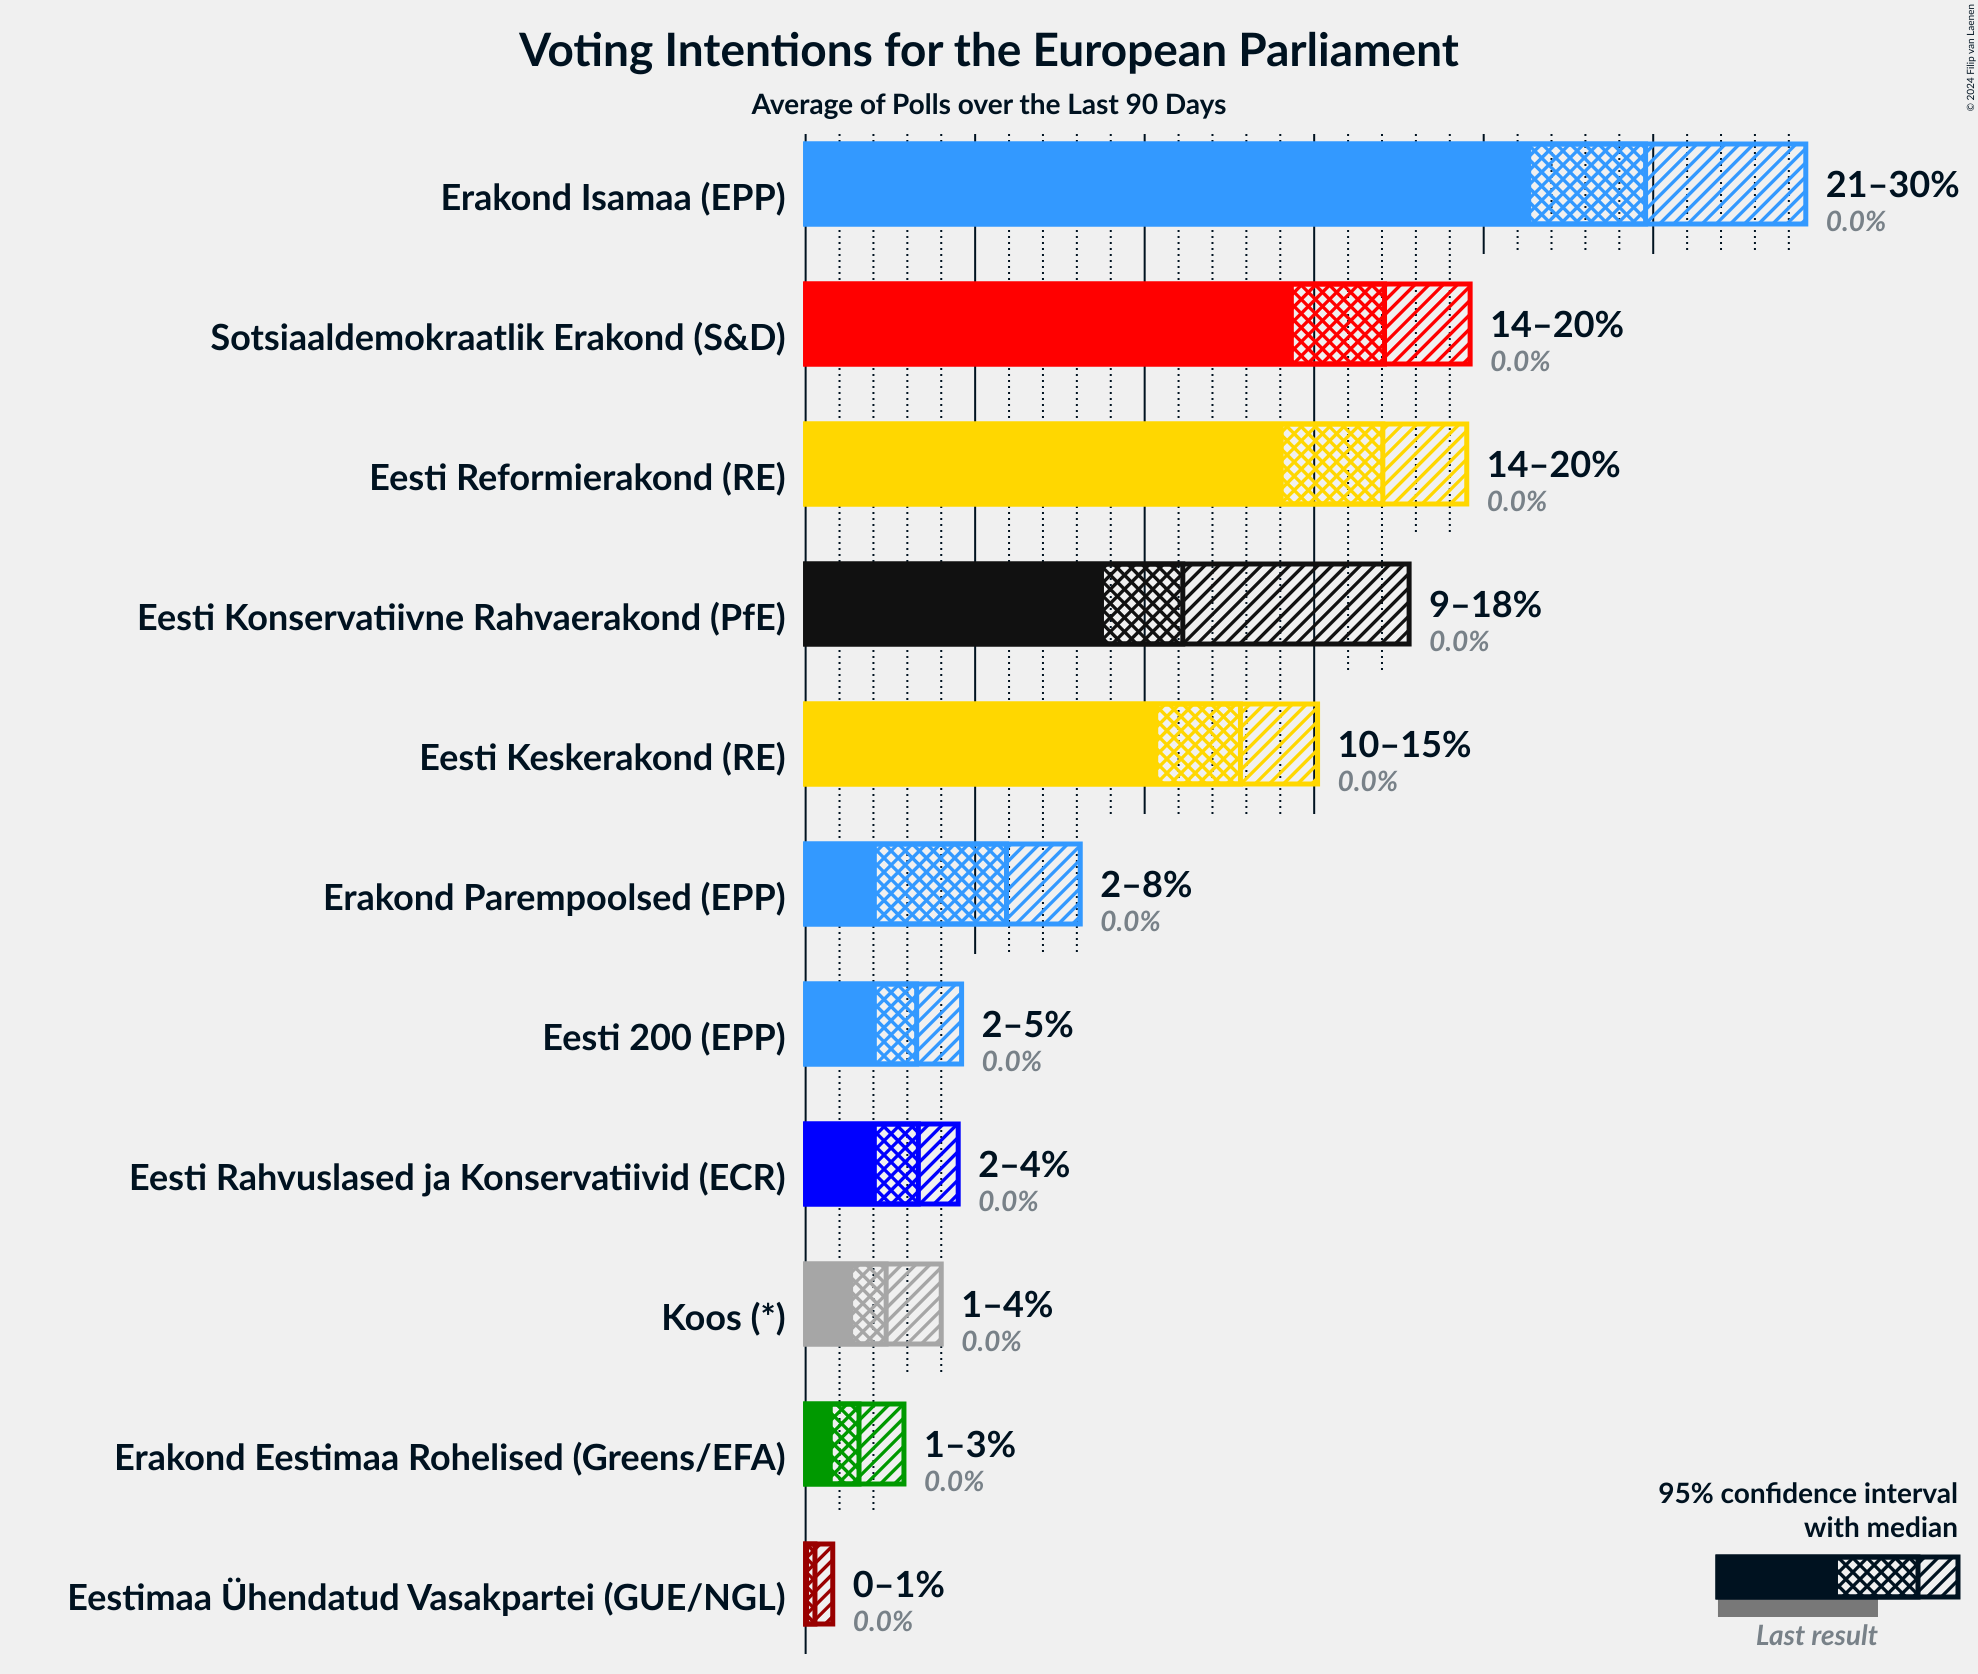 Voting Intentions for the European Parliament
Average of Polls over the Last 90 Days
© 2024 Filip van Laenen
Erakond Isamaa (EPP)
21–30%
0.0%
Sotsiaaldemokraatlik Erakond (S&D)
14–20%
0.0%
Eesti Reformierakond (RE)
14–20%
0.0%
Eesti Konservatiivne Rahvaerakond (PfE)
9–18%
0.0%
Eesti Keskerakond (RE)
10–15%
0.0%
Erakond Parempoolsed (EPP)
2–8%
0.0%
Eesti 200 (EPP)
2–5%
0.0%
Eesti Rahvuslased ja Konservatiivid (ECR)
2–4%
0.0%
Koos (*)
1–4%
0.0%
Erakond Eestimaa Rohelised (Greens/EFA)
1–3%
0.0%
Eestimaa Ühendatud Vasakpartei (GUE/NGL)
0–1%
0.0%
95% confidence interval
with median
Last result